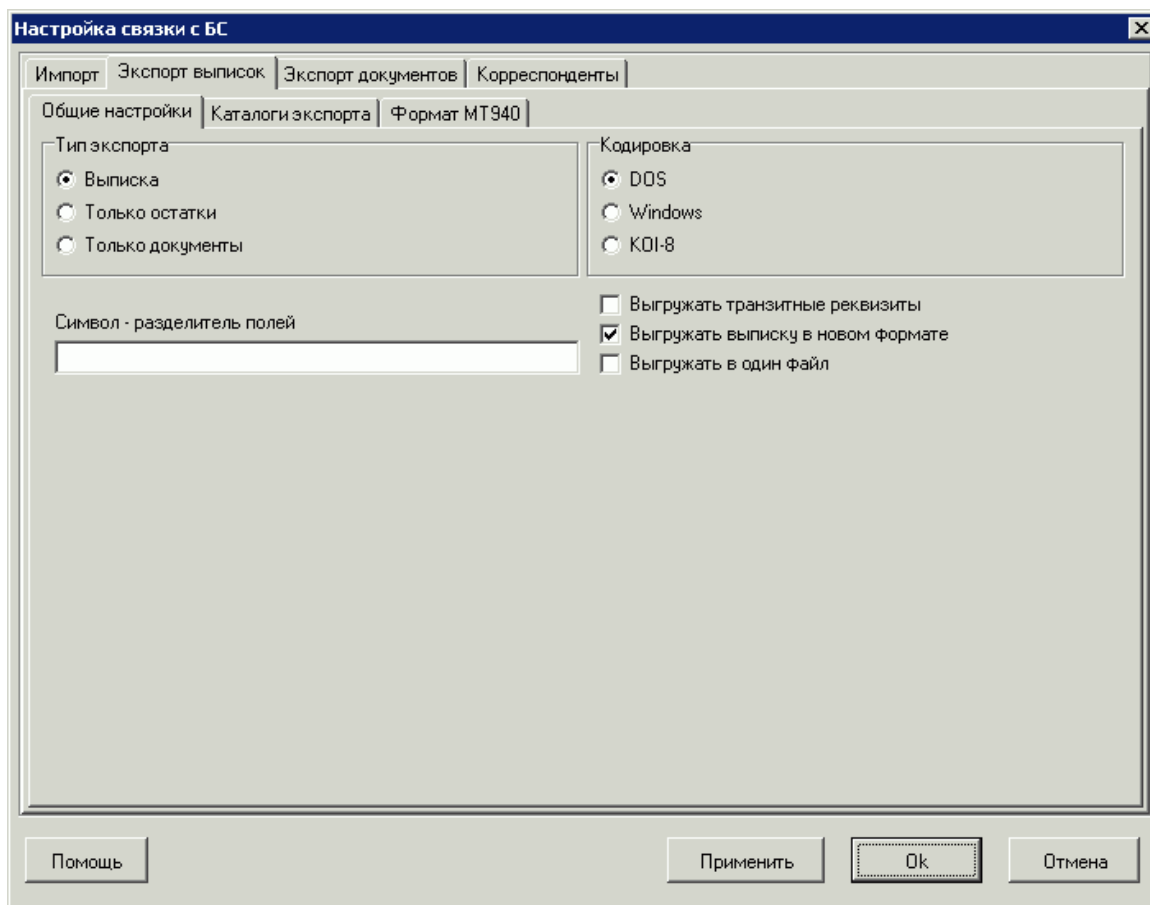 Настройка связки с БС
Импорт Экспорт выписок Экспорт документов Корреспонденты
Общие настройки Каталоги экспорта Формат МТ940
Тип экспорта
Выписка
Только остатки
Только документы
Кодировка
DOS
Windows
KOI-8
Символ - разделитель полей
Выгружать транзитные реквизиты
Выгружать выписку в новом формате
Выгружать в один файл
Помощь Применить Ok Отмена